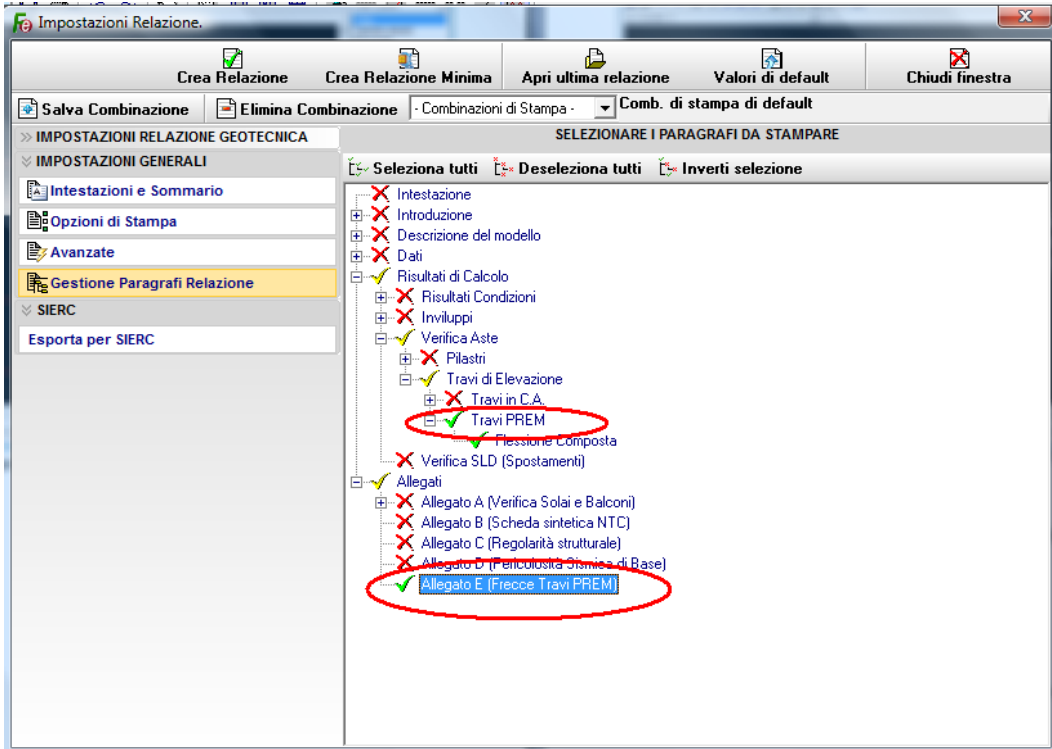 Impostazioni Relazione.
Crea Relazione Crea Relazione Minima Apri ultima relazione Valori di default Chiudi finestra
Salva Combinazione Elimina Combinazione - Combinazioni di Stampa - Comb. di stampa di default
IMPOSTAZIONI RELAZIONE GEOTECNICA
SELEZIONARE I PARAGRAFI DA STAMPARE
IMPOSTAZIONI GENERALI
Intestazioni e Sommario
Opzioni di Stampa
Avanzate
Gestione Paragrafi Relazione
SIERC
Esporta per SIERC
Seleziona tutti Deseleziona tutti Inverti selezione
Intestazione
Introduzione
Descrizione del modello
Dati
Risultati di Calcolo
Risultati Condizioni
Inviluppi
Verifica Aste
Pilastri
Travi di Elevazione
Travi in C.A.
Travi PREM
Flessione Composta
Verifica SLD (Spostamenti)
Allegati
Allegato A (Verifica Solai e Balconi)
Allegato B (Scheda sintetica NTC)
Allegato C (Regolarità strutturale)
Allegato D (Pericolosità Sismica di Base)
Allegato E (Frecce Travi PREM)